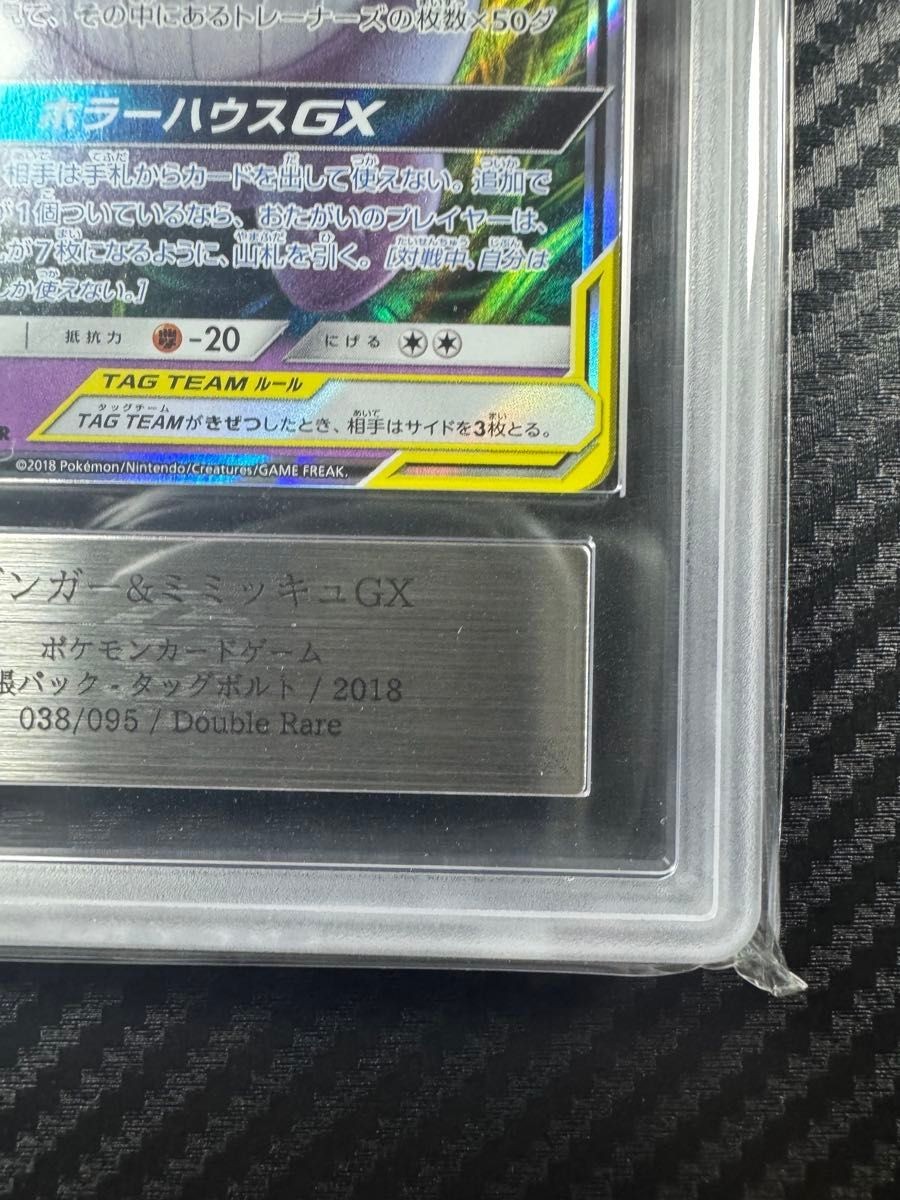 て、その中にあるトレーナーズの枚数×50ダ
ホラーハウスGX
相手は手札からカードを出して使えない。追加で
が1個ついているなら、おたがいのプレイヤーは、
が7枚になるように、山札を引く。[対戦中、自分は
か使えない。]
抵抗力 -20 にげる
TAG TEAM ルール
TAG TEAMがきぜつしたとき、相手はサイドを3枚とる。
R
©2018 Pokémon/Nintendo/Creatures/GAME FREAK.
ンガー&ミミッキュGX
ポケモンカードゲーム
張パック - タッグボルト / 2018
038/095 / Double Rare